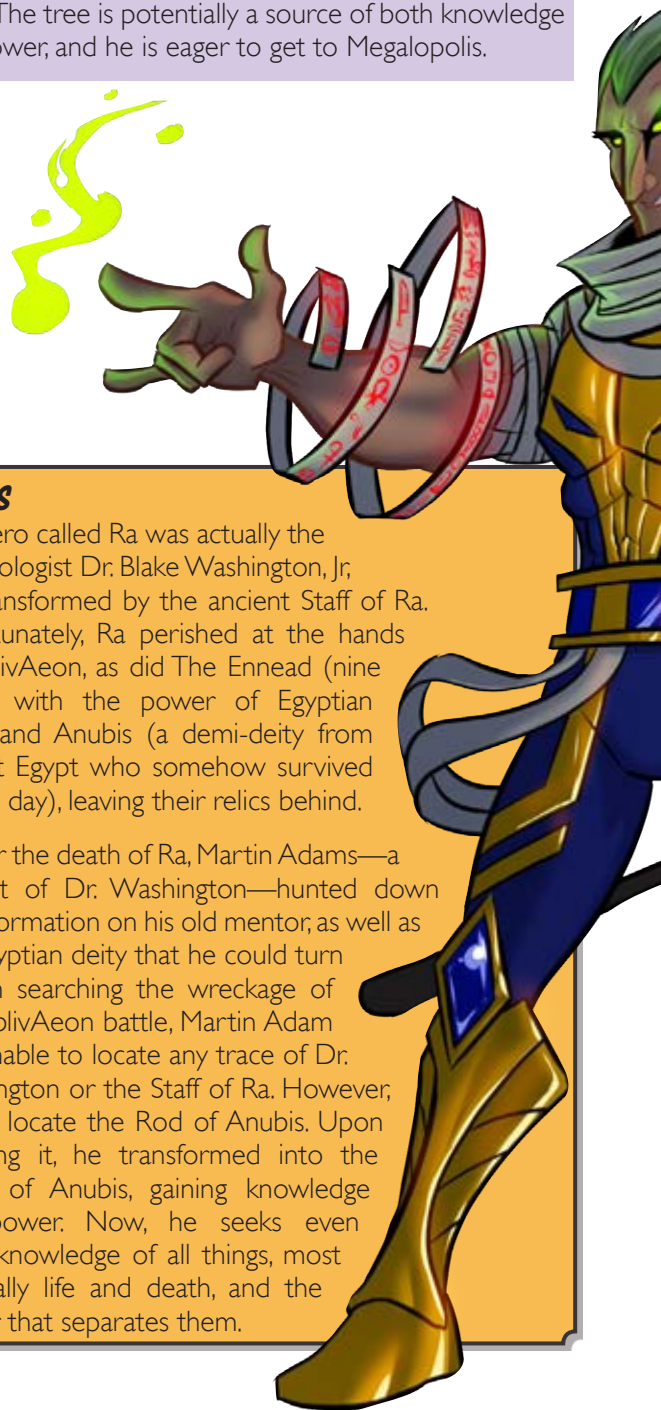 The tree is potentially a source of both knowledge
ower, and he is eager to get to Megalopolis.
s
ero called Ra was actually the
ologist Dr. Blake Washington, Jr,
ansformed by the ancient Staff of Ra.
unately, Ra perished at the hands
livAeon, as did The Ennead (nine
with the power of Egyptian
and Anubis (a demi-deity from
t Egypt who somehow survived
day), leaving their relics behind.
r the death of Ra, Martin Adams—a
t of Dr. Washington—hunted down
formation on his old mentor, as well as
yptian deity that he could turn
n searching the wreckage of
blivAeon battle, Martin Adam
nable to locate any trace of Dr.
ington or the Staff of Ra. However,
locate the Rod of Anubis. Upon
ng it, he transformed into the
of Anubis, gaining knowledge
power. Now, he seeks even
knowledge of all things, most
ally life and death, and the
r that separates them.